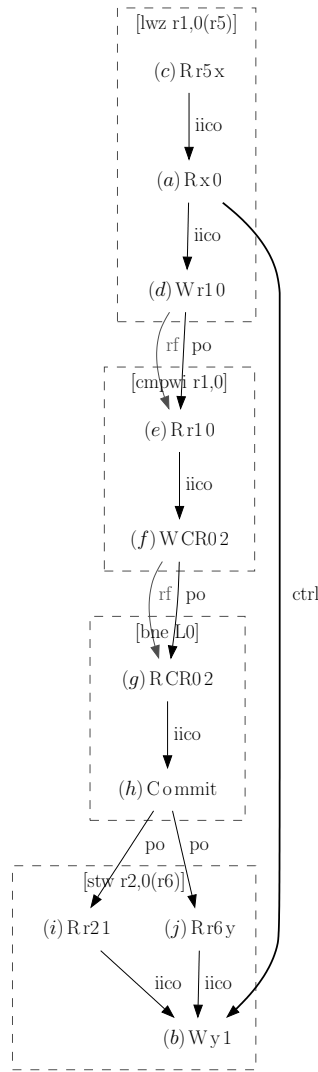 [lwz r1,0(r5)]
(c) R r5 x
iico
(a) R x 0
iico
(d) W r1 0
rf po
[cmpwi r1,0]
(e) R r1 0
iico
(f) W CR0 2
rf po
ctrl
[bne L0]
(g) R CR0 2
iico
(h) Commit
po po
[stw r2,0(r6)]
(i) R r2 1 (j) R r6 y
iico iico
(b) W y 1